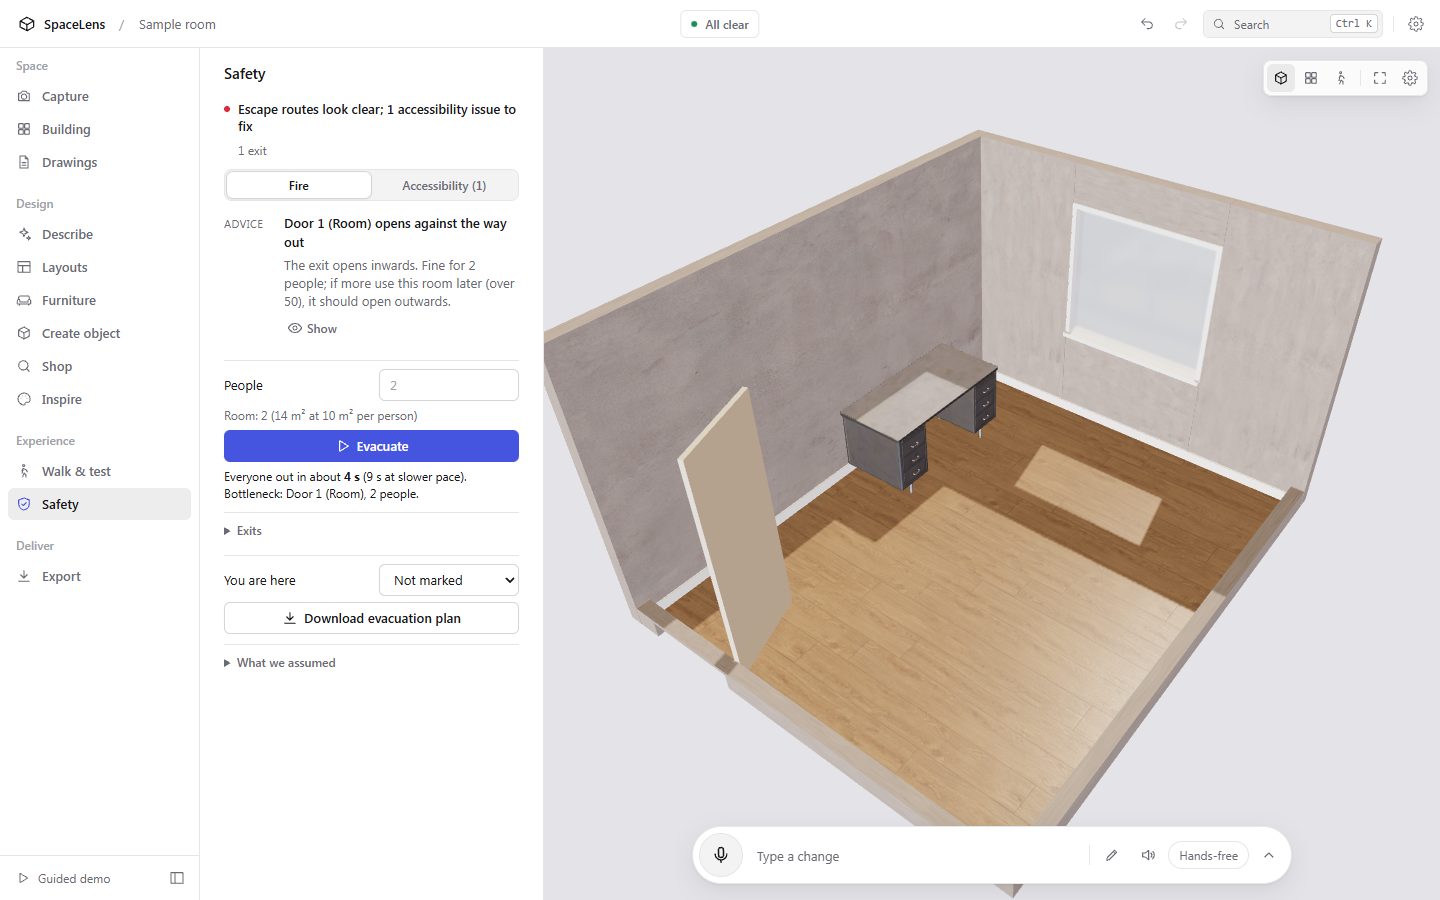 SpaceLens / Sample room
All clear
Search Ctrl K
Space
Capture
Building
Drawings
Design
Describe
Layouts
Furniture
Create object
Shop
Inspire
Experience
Walk & test
Safety
Deliver
Export
Guided demo
Safety
Escape routes look clear; 1 accessibility issue to
fix
1 exit
Fire Accessibility (1)
ADVICE Door 1 (Room) opens against the way
out
The exit opens inwards. Fine for 2
people; if more use this room later (over
50), it should open outwards.
Show
People 2
Room: 2 (14 m² at 10 m² per person)
Evacuate
Everyone out in about 4 s (9 s at slower pace).
Bottleneck: Door 1 (Room), 2 people.
Exits
You are here Not marked
Download evacuation plan
What we assumed
Type a change Hands-free